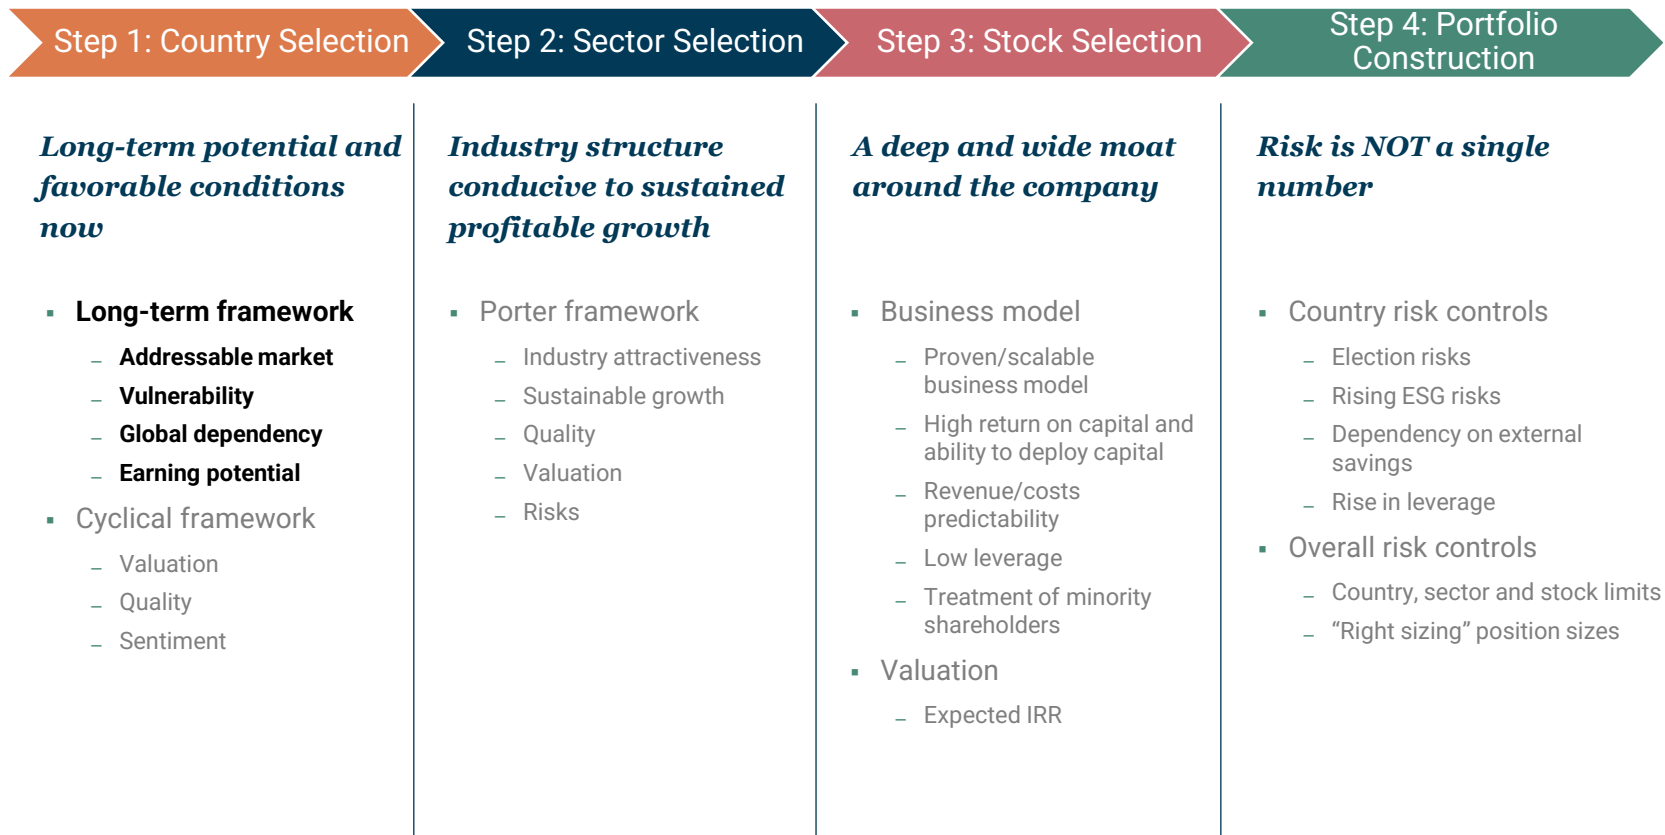 Step 1: Country Selection
Step 2: Sector Selection
Step 3: Stock Selection
Step 4: Portfolio
Construction
Long-term potential and
favorable conditions
now
▪ Long-term framework
– Addressable market
– Vulnerability
– Global dependency
– Earning potential
▪ Cyclical framework
– Valuation
– Quality
– Sentiment
Industry structure
conducive to sustained
profitable growth
▪ Porter framework
– Industry attractiveness
– Sustainable growth
– Quality
– Valuation
– Risks
A deep and wide moat
around the company
▪ Business model
– Proven/scalable
business model
– High return on capital and
ability to deploy capital
– Revenue/costs
predictability
– Low leverage
– Treatment of minority
shareholders
▪ Valuation
– Expected IRR
Risk is NOT a single
number
▪ Country risk controls
– Election risks
– Rising ESG risks
– Dependency on external
savings
– Rise in leverage
▪ Overall risk controls
– Country, sector and stock limits
– “Right sizing” position sizes